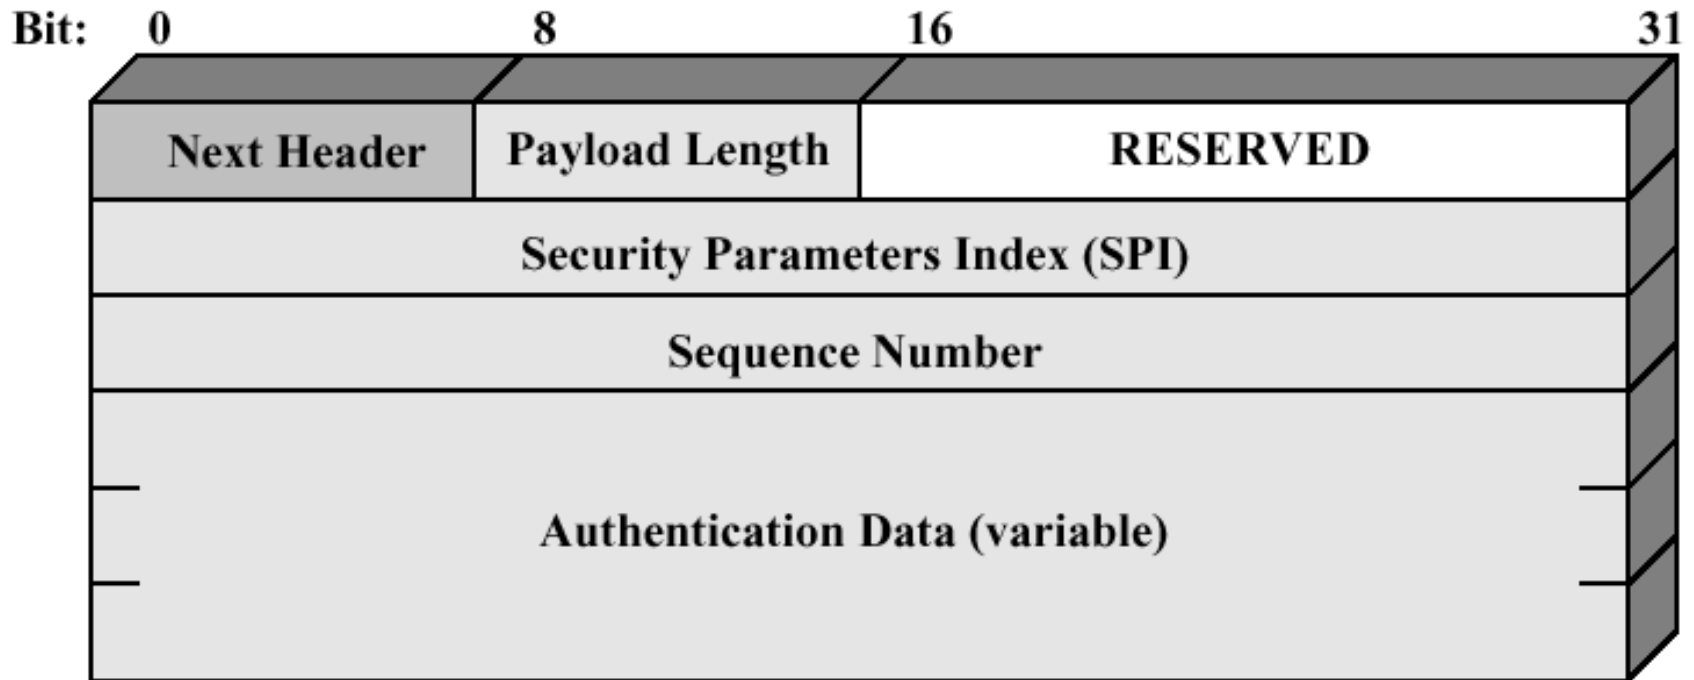 Bit: 0 8 16 31
Next Header Payload Length RESERVED
Security Parameters Index (SPI)
Sequence Number
Authentication Data (variable)